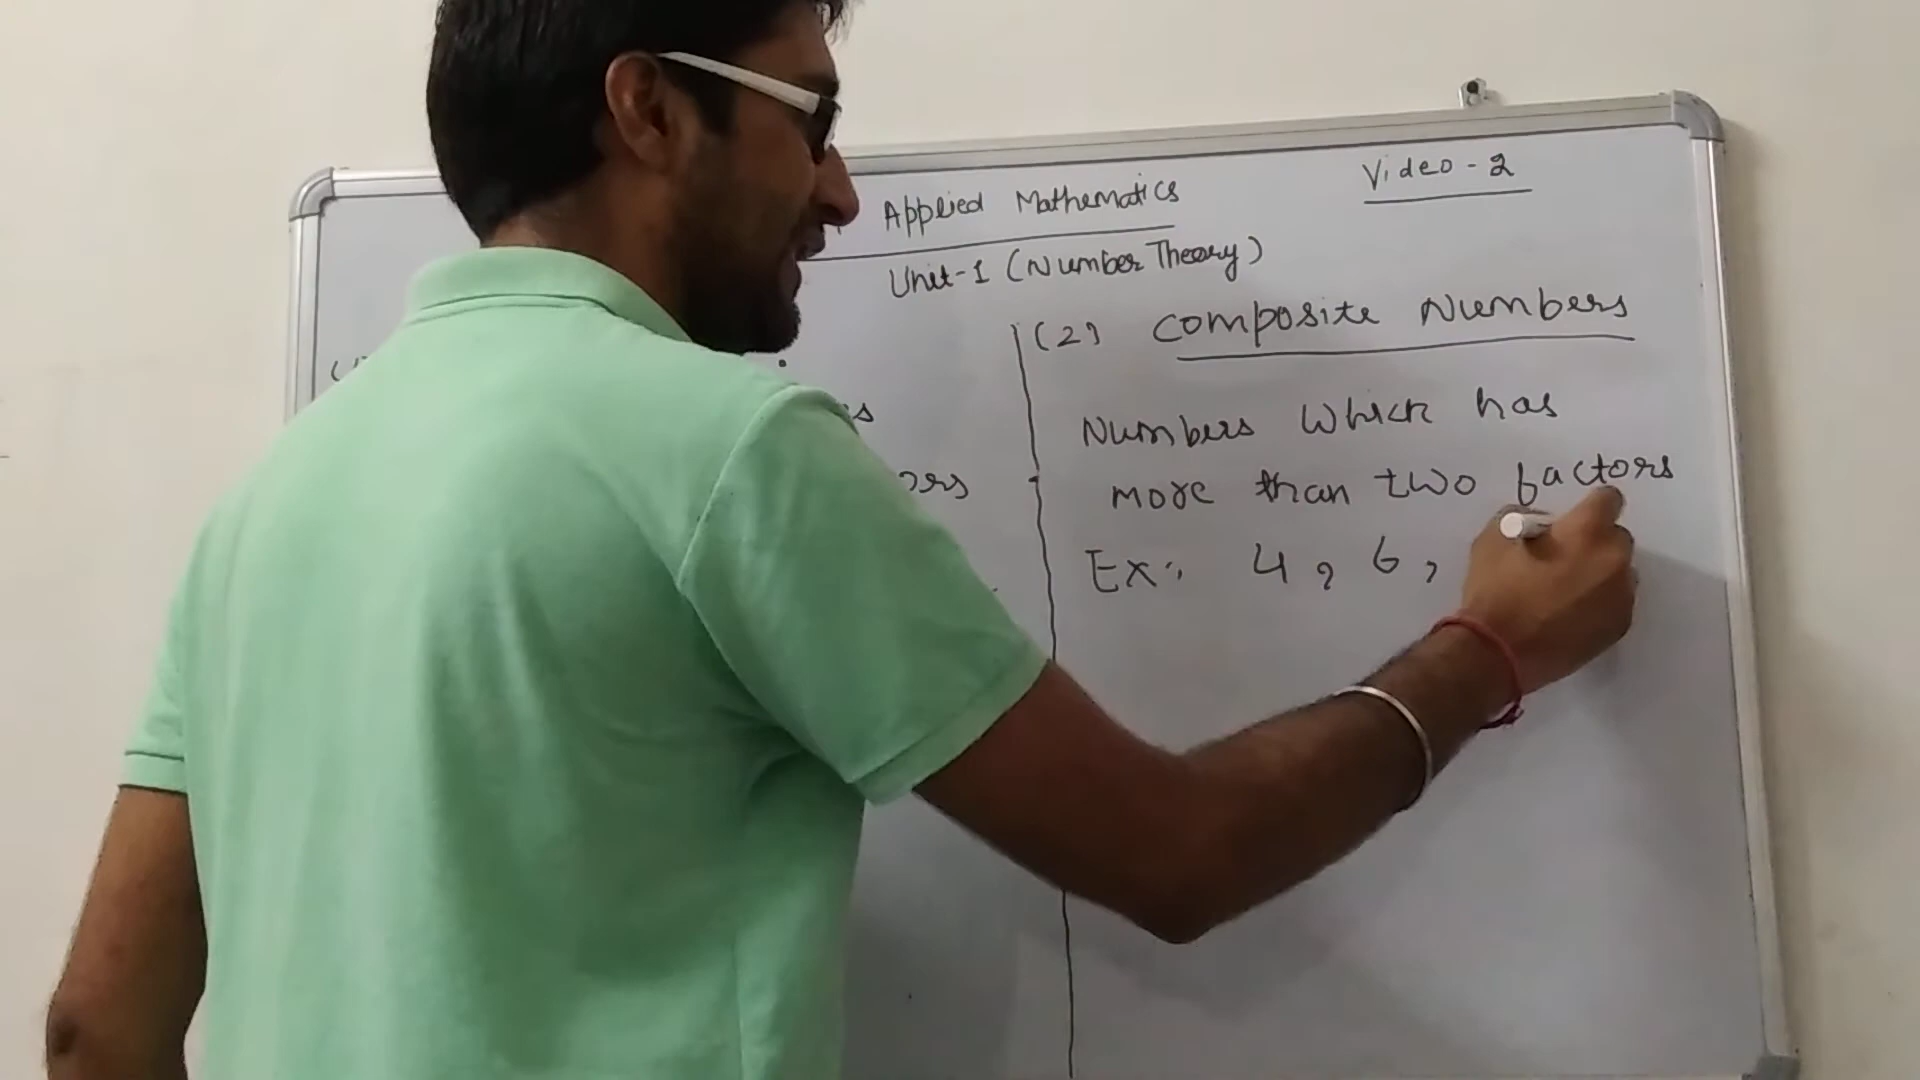 Applied Mathematics
Video-2
Unit-1 (Number Theory)
(2) Composite Numbers
Numbers Which has
more than two factors
Ex:, 4, 6,